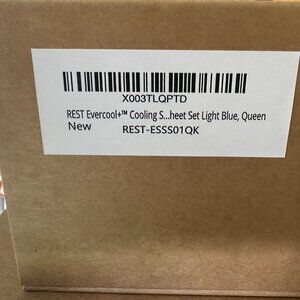 X003TLQPTD
REST Evercool+™ Cooling S...heet Set Light Blue, Queen
New REST-ESSS01QK